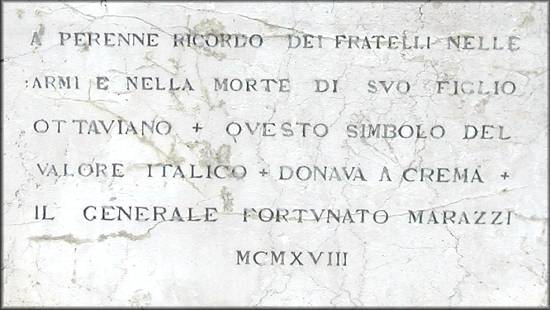 A PERENNE RICORDO DEI FRATELLI NELLE
ARMI E NELLA MORTE DI SVO FIGLIO
OTTAVIANO + QVESTO SIMBOLO DEL
VALORE ITALICO + DONAVA A CREMA +
IL GENERALE FORTVNATO MARAZZI
MCMXVIII